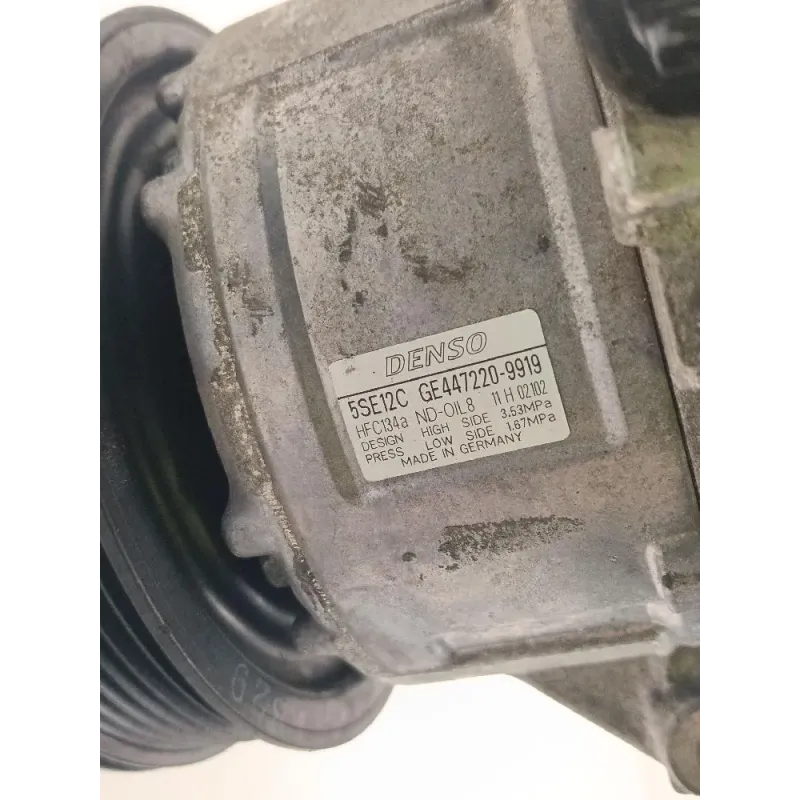 DENSO
5SE12C GE447220-9919
HFC134a ND-OIL8 11 H 02102
DESIGN HIGH SIDE 3.53MPa
PRESS LOW SIDE 1.67MPa
MADE IN GERMANY